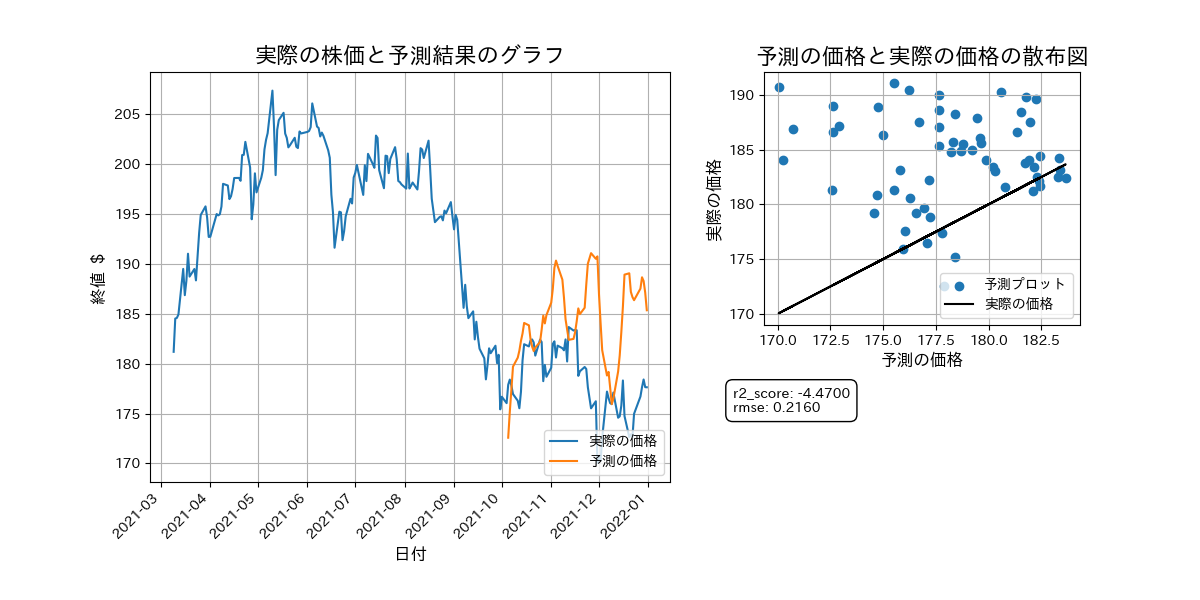 実際の株価と予測結果のグラフ
終値 $
205
200
195
190
185
180
175
170
2021-03
2021-04
2021-05
2021-06
2021-07
2021-08
2021-09
2021-10
2021-11
2021-12
2022-01
日付
実際の価格
予測の価格
予測の価格と実際の価格の散布図
実際の価格
190
185
180
175
170
170.0
172.5
175.0
177.5
180.0
182.5
予測の価格
予測プロット
実際の価格
r2_score: -4.4700
rmse: 0.2160